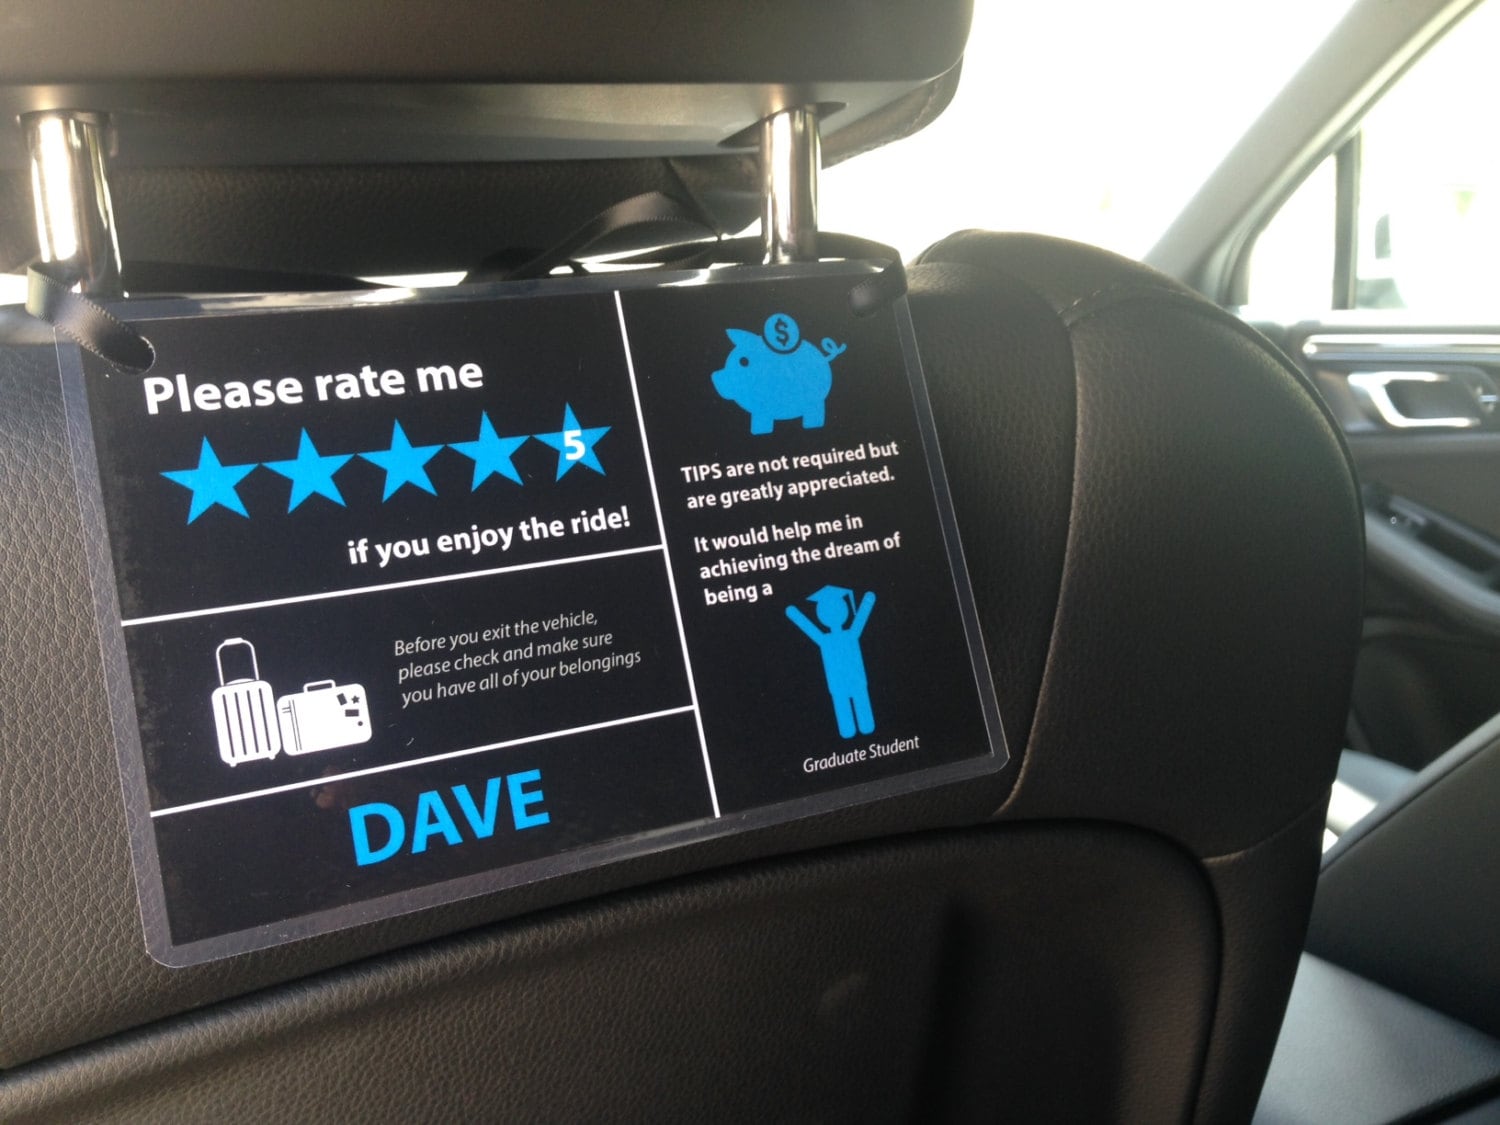 Please rate me
5
if you enjoy the ride!
Before you exit the vehicle,
please check and make sure
you have all of your belongings
DAVE
$
TIPS are not required but
are greatly appreciated.
It would help me in
achieving the dream of
being a
Graduate Student